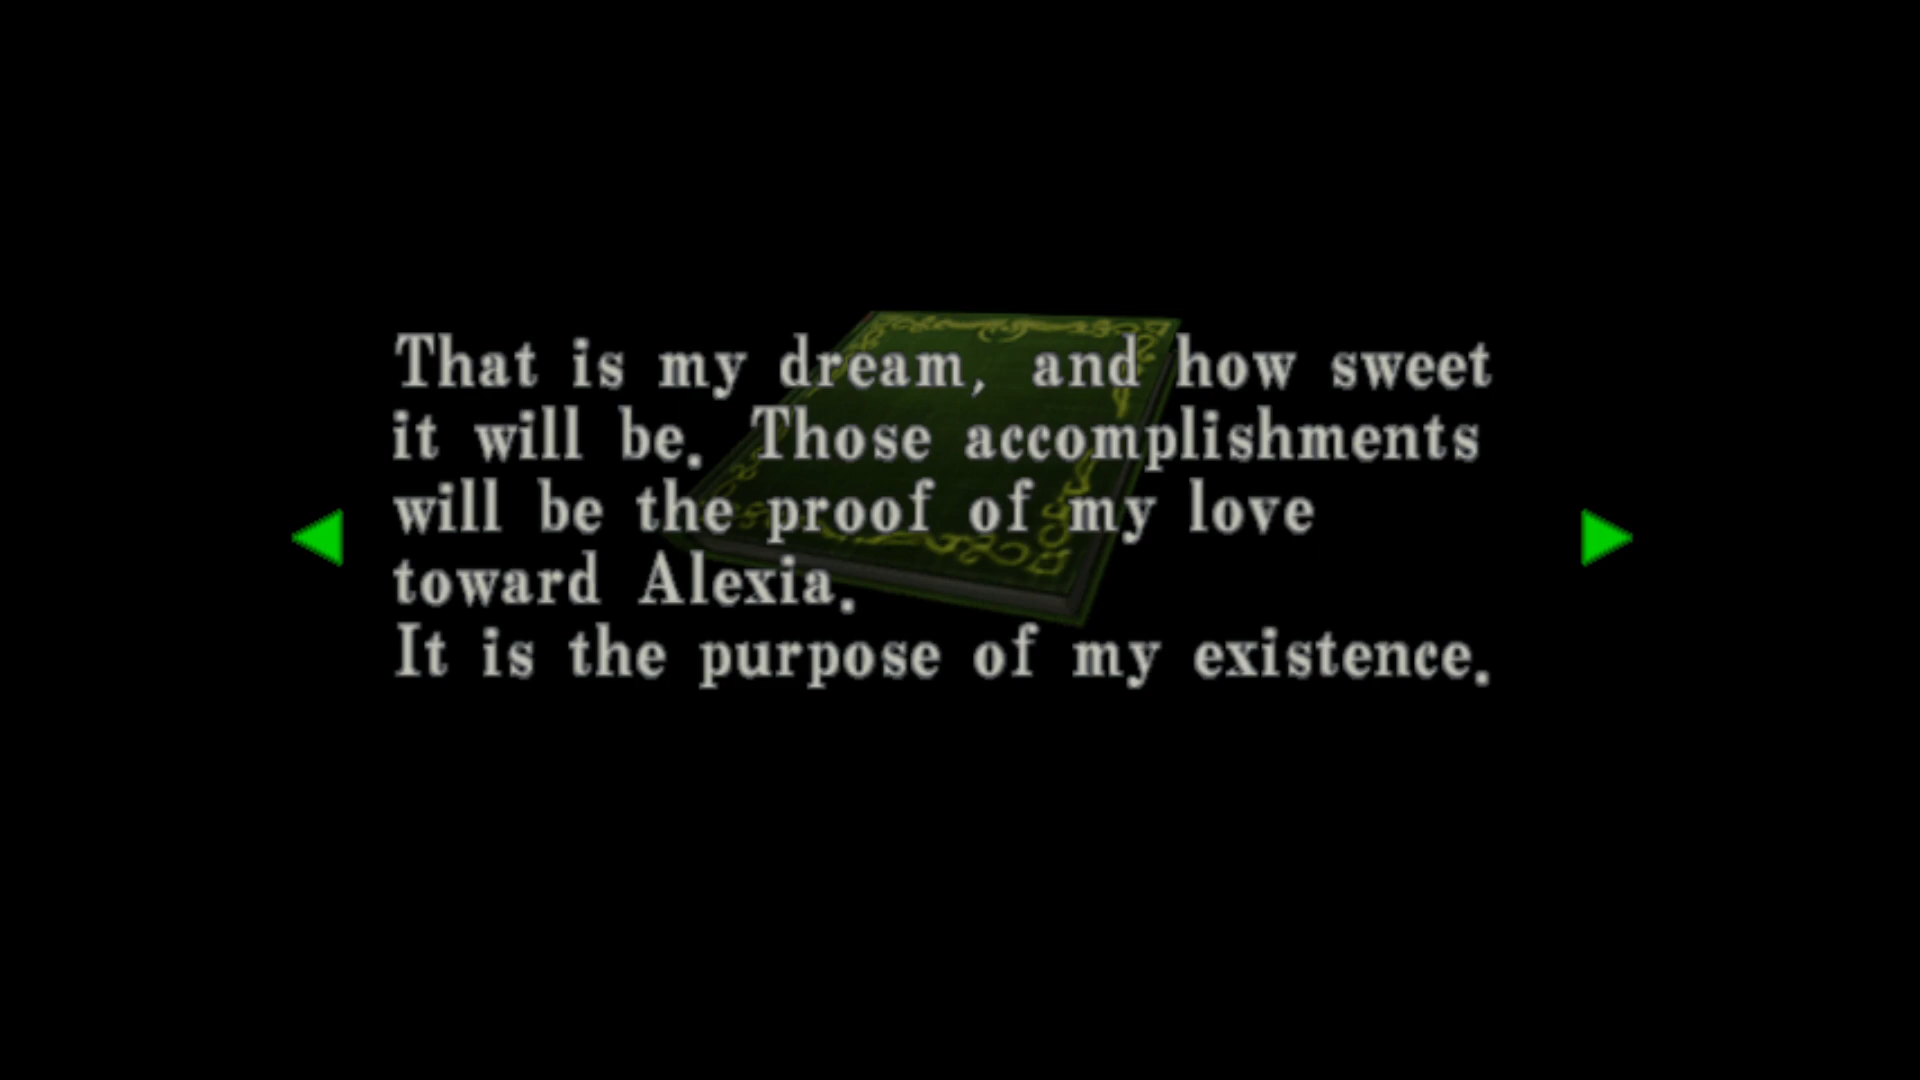 That is my dream, and how sweet
it will be. Those accomplishments
will be the proof of my love
toward Alexia.
It is the purpose of my existence.